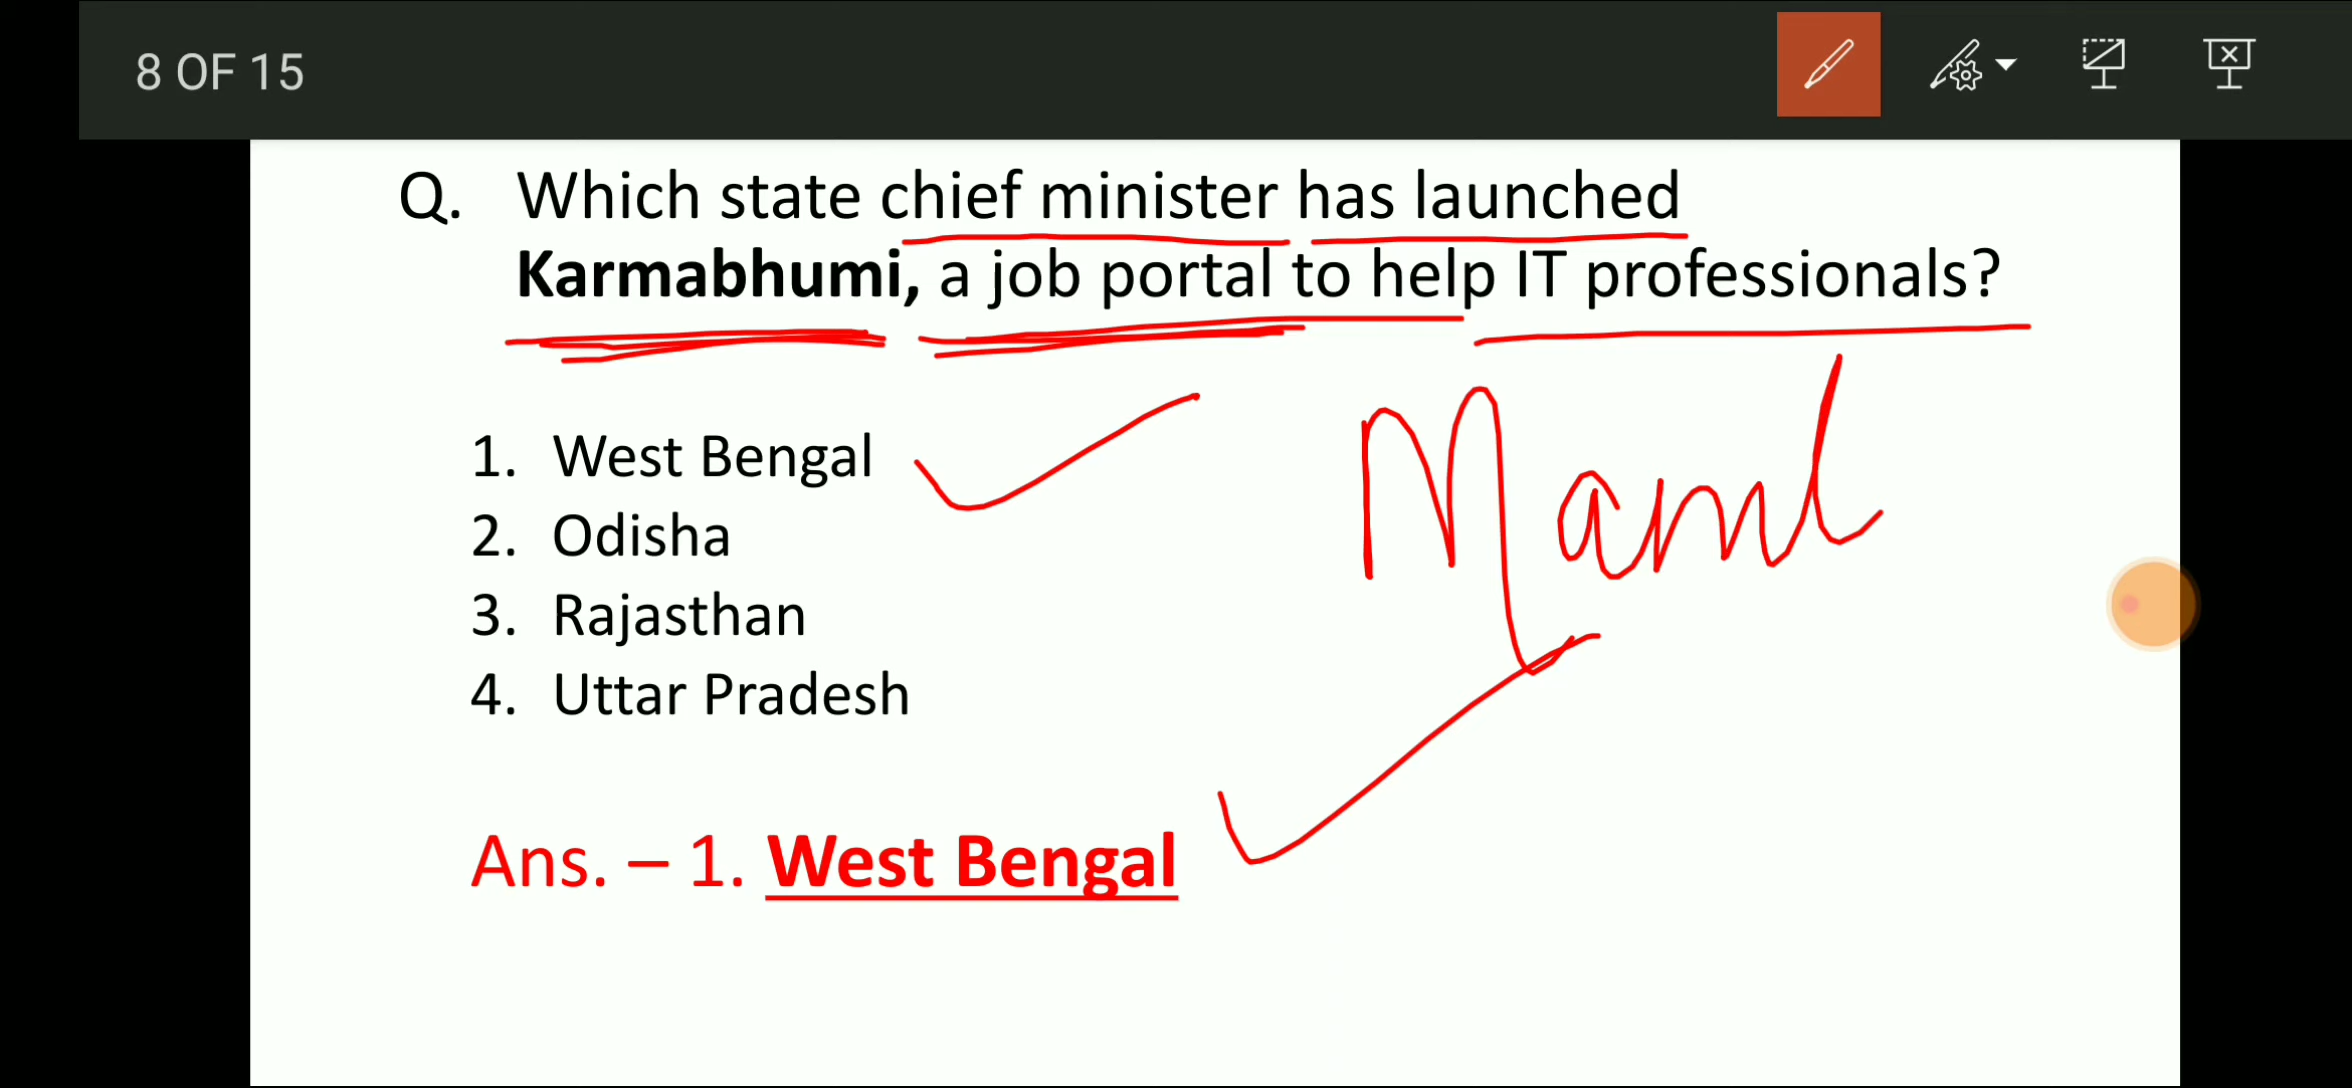 8 OF 15
Q. Which state chief minister has launched
Karmabhumi, a job portal to help IT professionals?
1. West Bengal
2. Odisha
3. Rajasthan
4. Uttar Pradesh
Ans. – 1. West Bengal